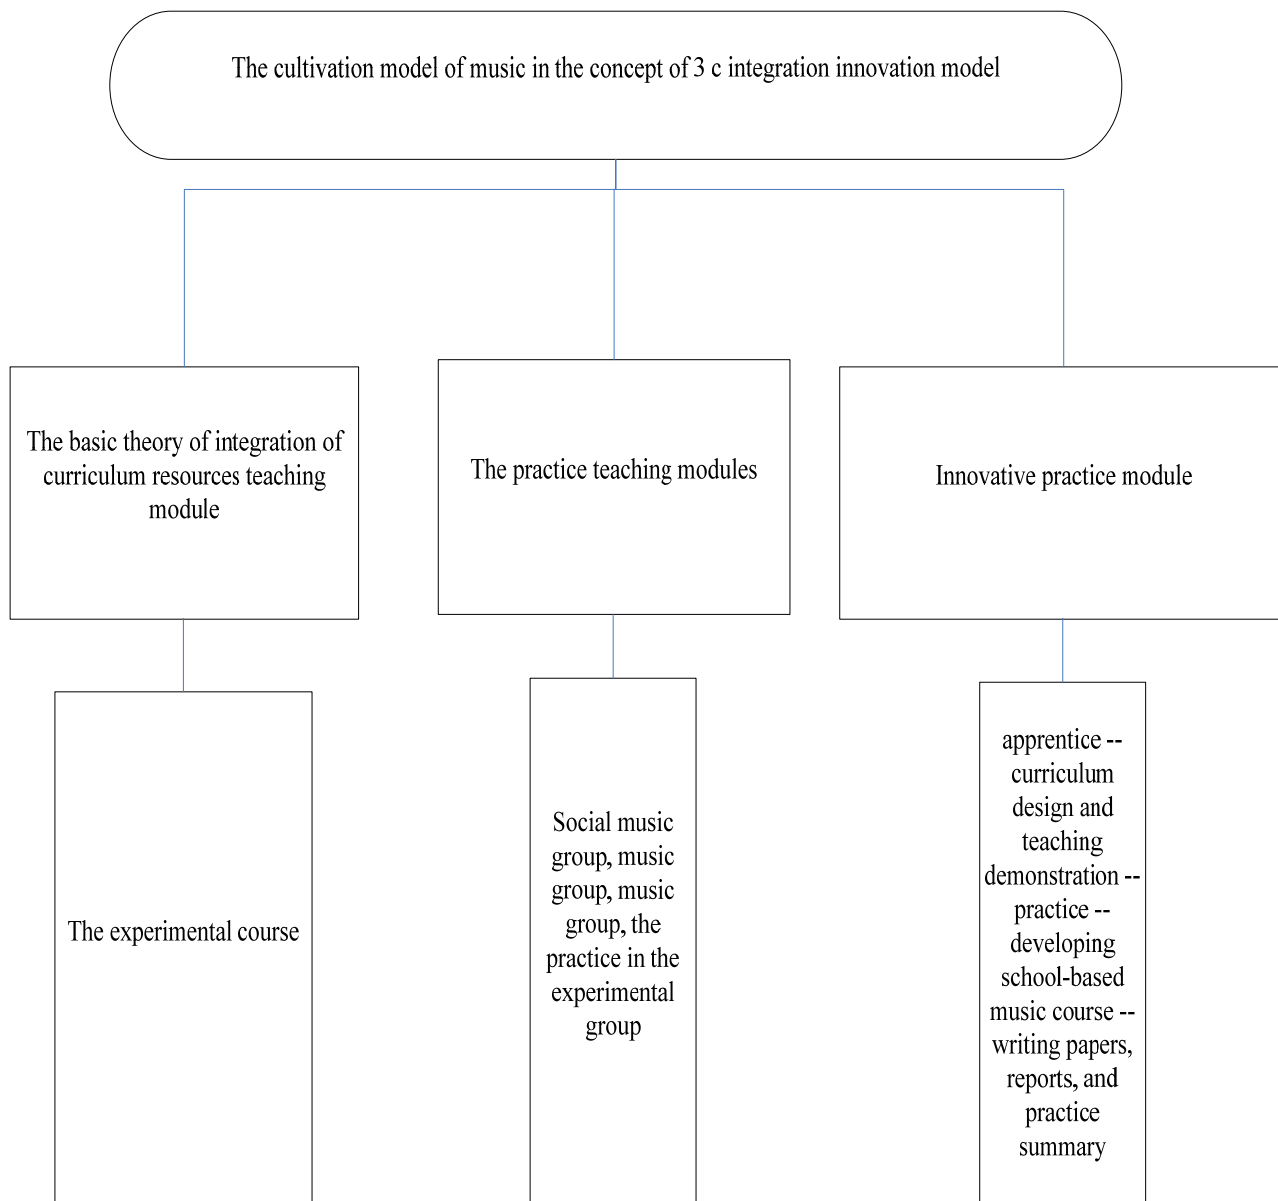 The cultivation model of music in the concept of 3 c integration innovation model
The basic theory of integration of
curriculum resources teaching
module
The practice teaching modules
Innovative practice module
The experimental course
Social music
group, music
group, music
group, the
practice in the
experimental
group
apprentice --
curriculum
design and
teaching
demonstration --
practice --
developing
school-based
music course --
writing papers,
reports, and
practice
summary